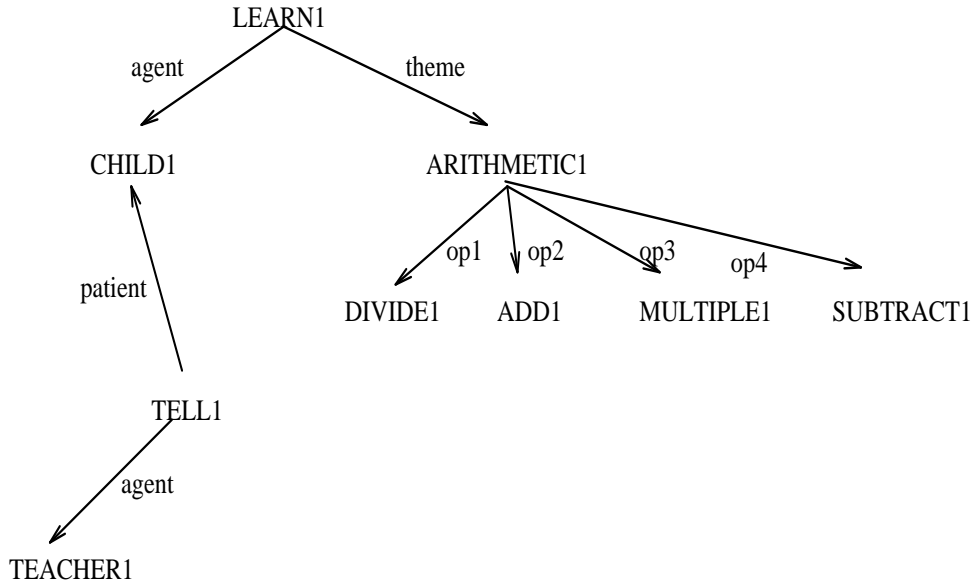 LEARN1
agent
theme
CHILD1
ARITHMETIC1
op1
op2
op3
op4
patient
DIVIDE1
ADD1
MULTIPLE1
SUBTRACT1
TELL1
agent
TEACHER1